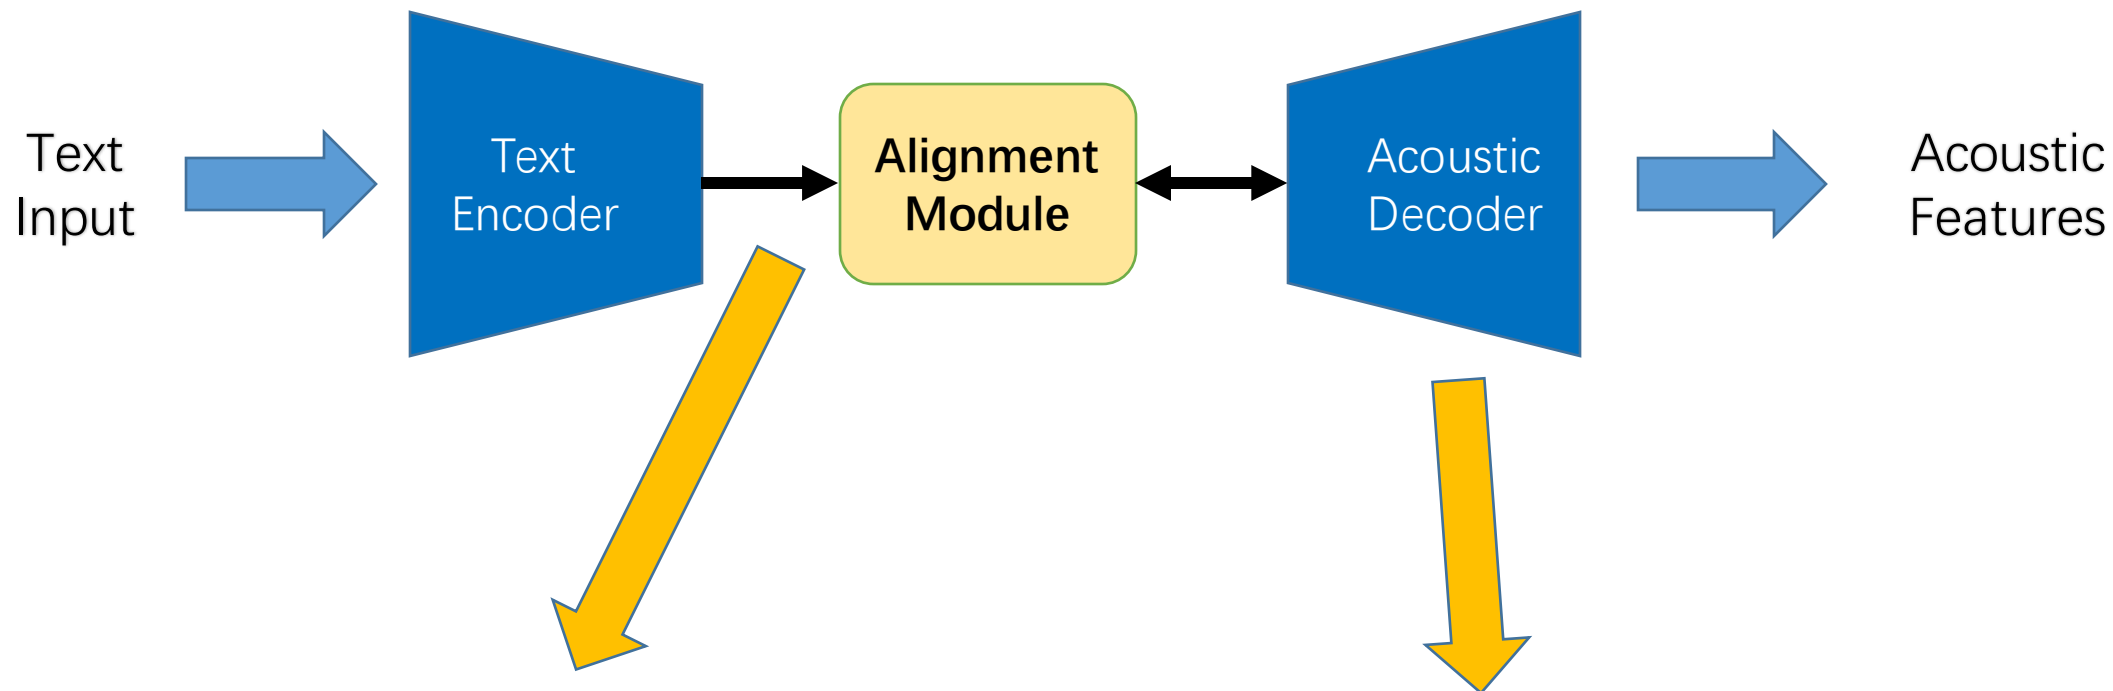 Text
Input
Text
Encoder
Alignment
Module
Acoustic
Decoder
Acoustic
Features